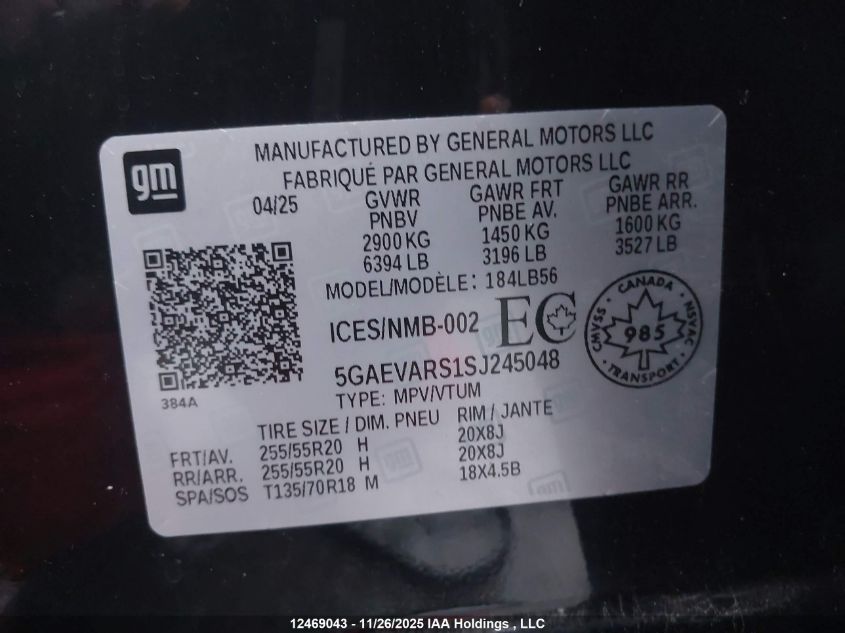 gm
MANUFACTURED BY GENERAL MOTORS LLC
FABRIQUÉ PAR GENERAL MOTORS LLC
04/25 GVWR GAWR FRT GAWR RR
PNBV PNBE AV. PNBE ARR.
2900 KG 1450 KG 1600 KG
6394 LB 3196 LB 3527 LB
MODEL/MODÈLE: 184LB56
ICES/NMB-002 EC
CANADA
CMVSS 985 NSVAC
TRANSPORT
5GAEVARS1SJ245048
384A
TYPE: MPV/VTUM
TIRE SIZE / DIM. PNEU RIM / JANTE
FRT/AV. 255/55R20 H 20X8J
RR/ARR. 255/55R20 H 20X8J
SPA/SOS T135/70R18 M 18X4.5B
gm
12469043 - 11/26/2025 IAA Holdings , LLC